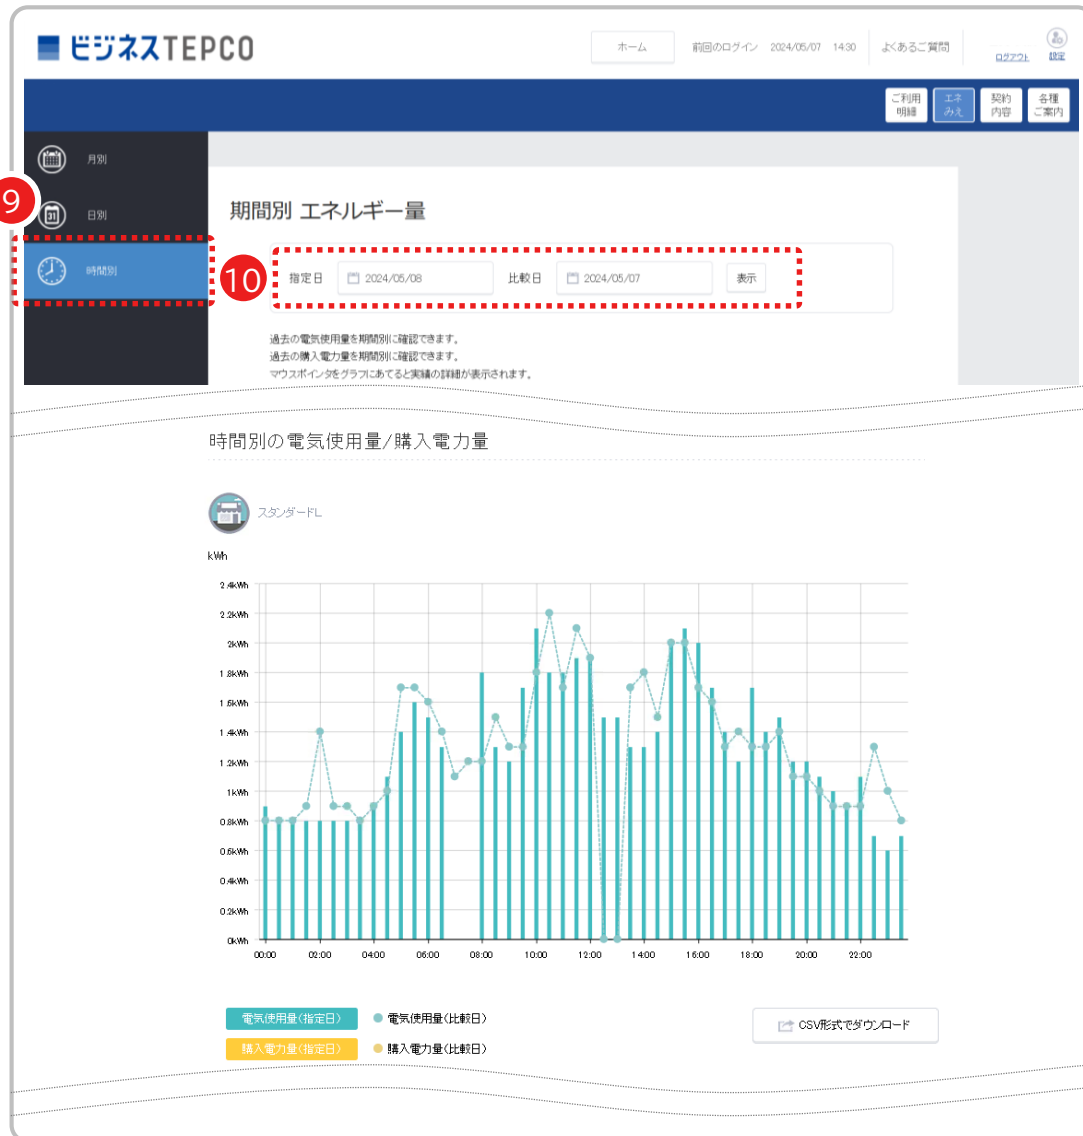 ビジネスTEPCO
ホーム
前回のログイン 2024/05/07 14:30
よくあるご質問
ログアウト
設定
ご利用
明細
エネ
みえ
契約
内容
各種
ご案内
月別
9
日別
時間別
期間別 エネルギー量
10
指定日 2024/05/08 比較日 2024/05/07 表示
過去の電気使用量を期間別に確認できます。
過去の購入電力量を期間別に確認できます。
マウスポインタをグラフにあてると実績の詳細が表示されます。
時間別の電気使用量/購入電力量
スタンダードL
kWh
2.4kWh
2.2kWh
2kWh
1.8kWh
1.6kWh
1.4kWh
1.2kWh
1kWh
0.8kWh
0.6kWh
0.4kWh
0.2kWh
0kWh
00:00 02:00 04:00 06:00 08:00 10:00 12:00 14:00 16:00 18:00 20:00 22:00
電気使用量(指定日) 電気使用量(比較日)
購入電力量(指定日) 購入電力量(比較日)
CSV形式でダウンロード